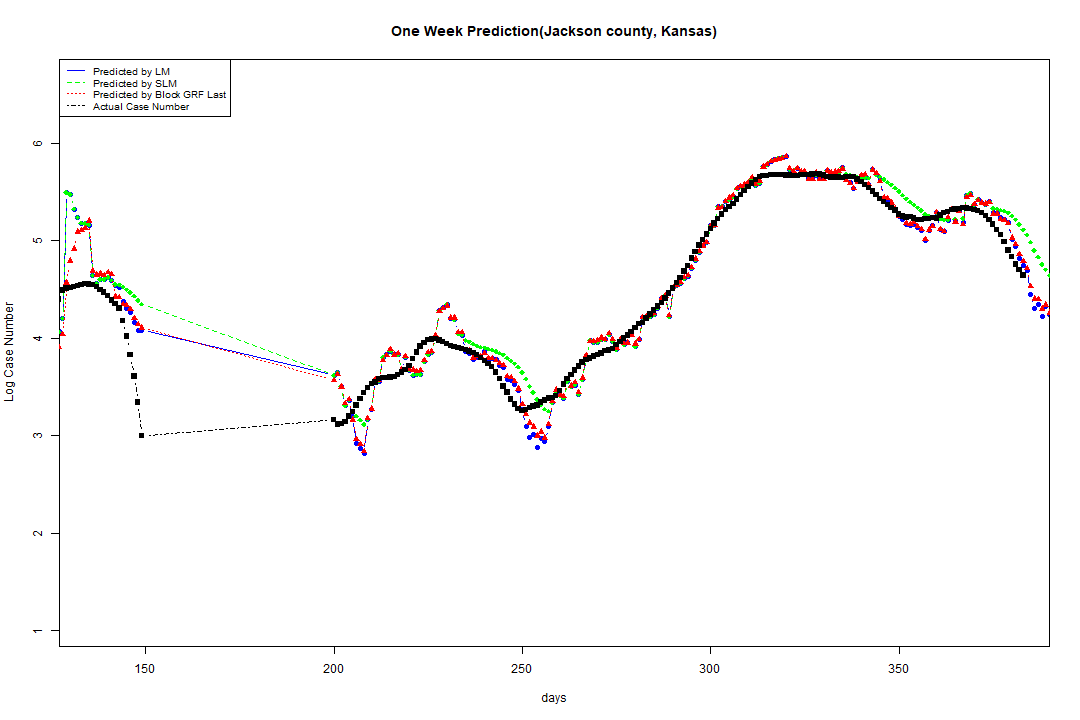 One Week Prediction(Jackson county, Kansas)
Predicted by LM
Predicted by SLM
Predicted by Block GRF Last
Actual Case Number
Log Case Number
6
5
4
3
2
1
150
200
250
300
350
days